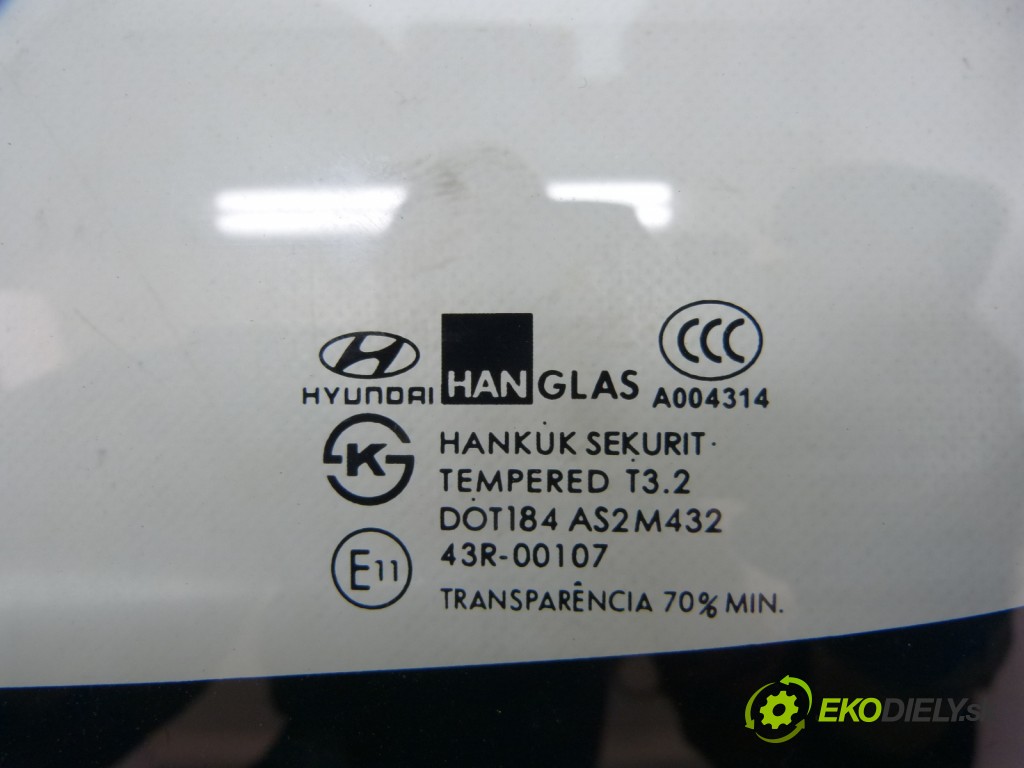 HYUNDAI HANGLAS CCC A004314
K HANKUK SEKURIT
TEMPERED T3.2
DOT184 AS2M432
E11 43R-00107
TRANSPARÊNCIA 70% MIN.
EKODIELY.s